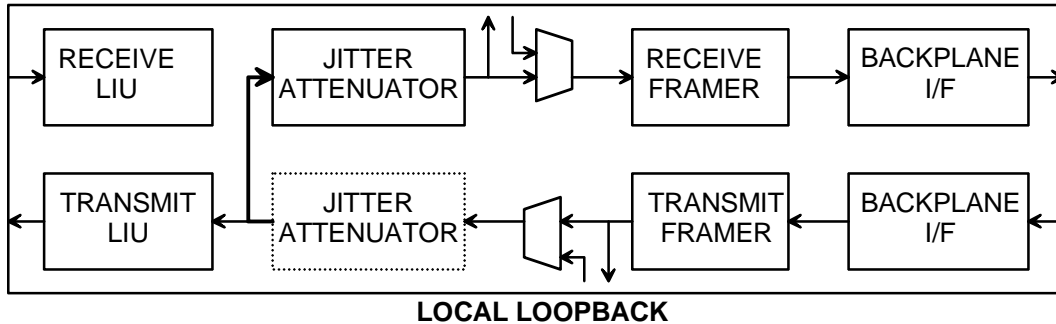 RECEIVE
LIU
JITTER
ATTENUATOR
RECEIVE
FRAMER
BACKPLANE
I/F
TRANSMIT
LIU
JITTER
ATTENUATOR
TRANSMIT
FRAMER
BACKPLANE
I/F
LOCAL LOOPBACK